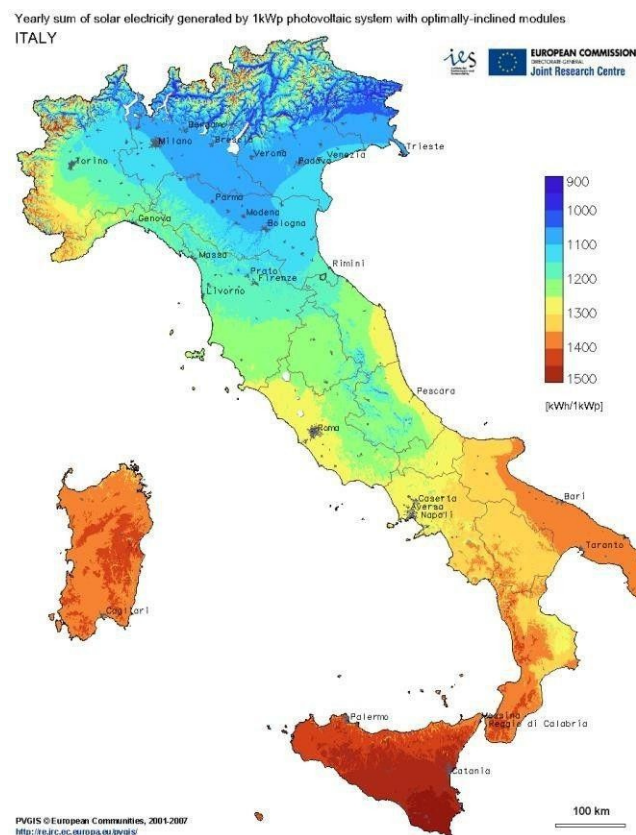 Yearly sum of solar electricity generated by 1kWp photovoltaic system with optimally-inclined modules
ITALY
ies
EUROPEAN COMMISSION
DIRECTORATE-GENERAL
Joint Research Centre
Bergamo
Milano
Brescia
Trieste
Verona
Venezia
Padova
Torino
Parma
Modena
Genova
Bologna
Massa
Rimini
Prato
Firenze
Livorno
900
1000
1100
1200
1300
1400
1500
[kWh/1kWp]
Pescara
Roma
Caserta
Aversa
Napoli
Bari
Taranto
Cagliari
Palermo
Messina
Reggio di Calabria
Catania
100 km
PVGIS © European Communities, 2001-2007
http://re.jrc.ec.europa.eu/pvgis/